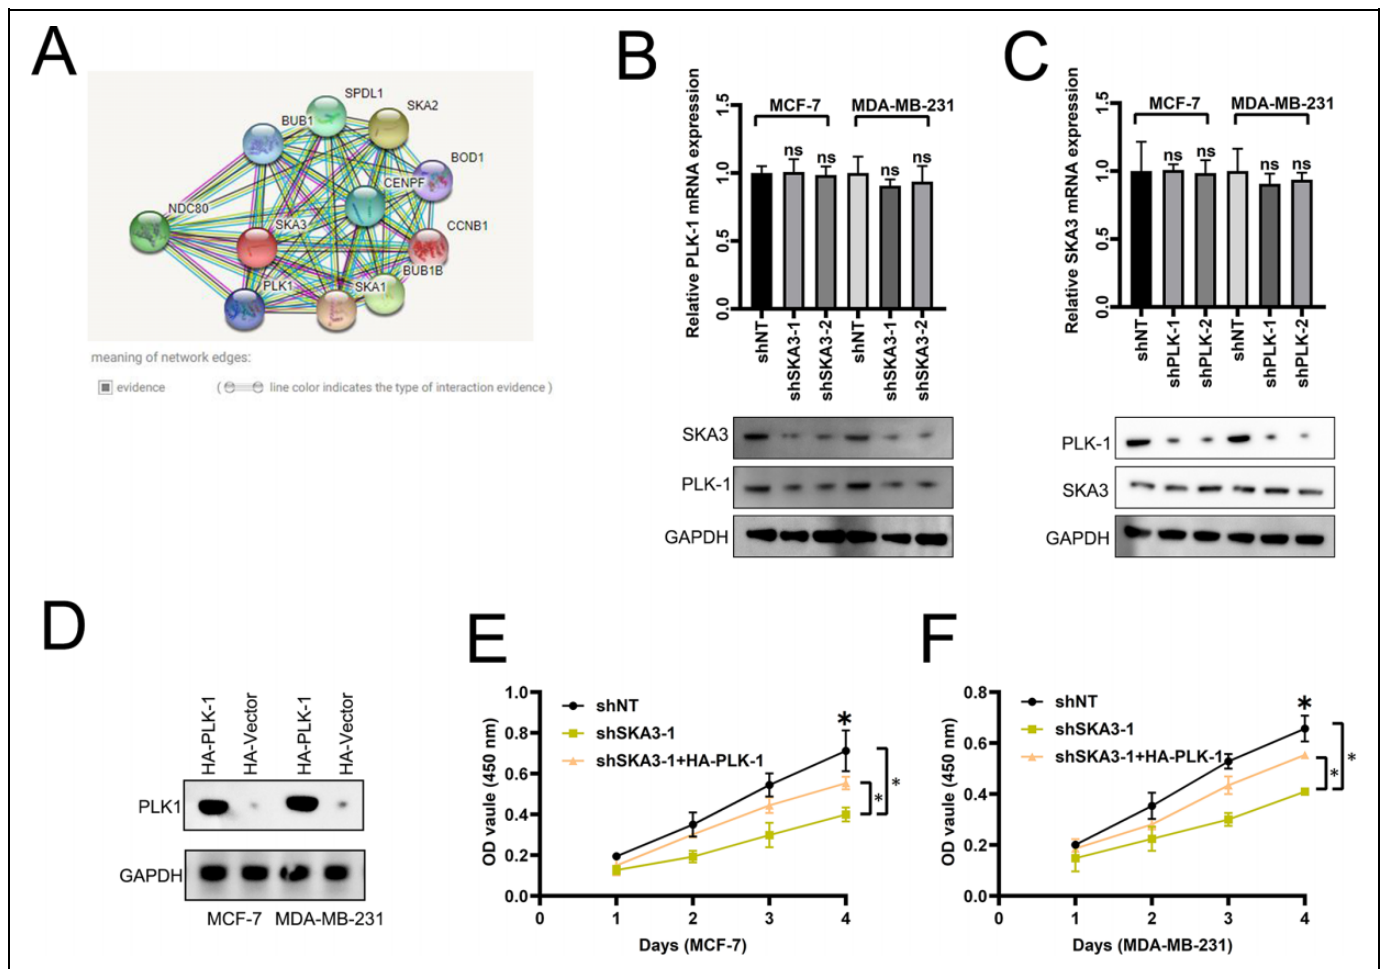 A
SPDL1
SKA2
BUB1
BOD1
CENPF
NDC80
SKA3
CCNB1
BUB1B
PLK1
SKA1
meaning of network edges:
evidence
( line color indicates the type of interaction evidence )
B
Relative PLK-1 mRNA expression
1.5
1.0
0.5
0.0
MCF-7
MDA-MB-231
ns
ns
ns
ns
shNT
shSKA3-1
shSKA3-2
shNT
shSKA3-1
shSKA3-2
SKA3
PLK-1
GAPDH
C
Relative SKA3 mRNA expression
1.5
1.0
0.5
0.0
MCF-7
MDA-MB-231
ns
ns
ns
ns
shNT
shPLK-1
shPLK-2
shNT
shPLK-1
shPLK-2
PLK-1
SKA3
GAPDH
D
HA-PLK-1
HA-Vector
HA-PLK-1
HA-Vector
PLK1
GAPDH
MCF-7 MDA-MB-231
E
OD vaule (450 nm)
1.0
0.8
0.6
0.4
0.2
0.0
shNT
shSKA3-1
shSKA3-1+HA-PLK-1
*
*
*
0 1 2 3 4
Days (MCF-7)
F
OD vaule (450 nm)
0.8
0.6
0.4
0.2
0.0
shNT
shSKA3-1
shSKA3-1+HA-PLK-1
*
*
*
0 1 2 3 4
Days (MDA-MB-231)